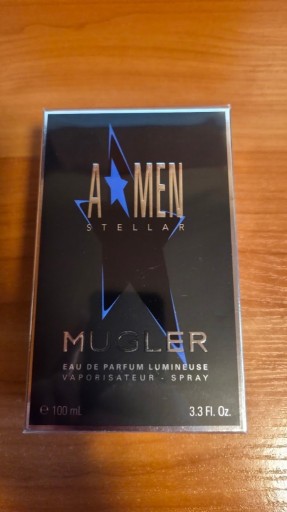 A★MEN
STELLAR
MUGLER
EAU DE PARFUM LUMINEUSE
VAPORISATEUR - SPRAY
℮ 100 mL 3.3 Fl. Oz.